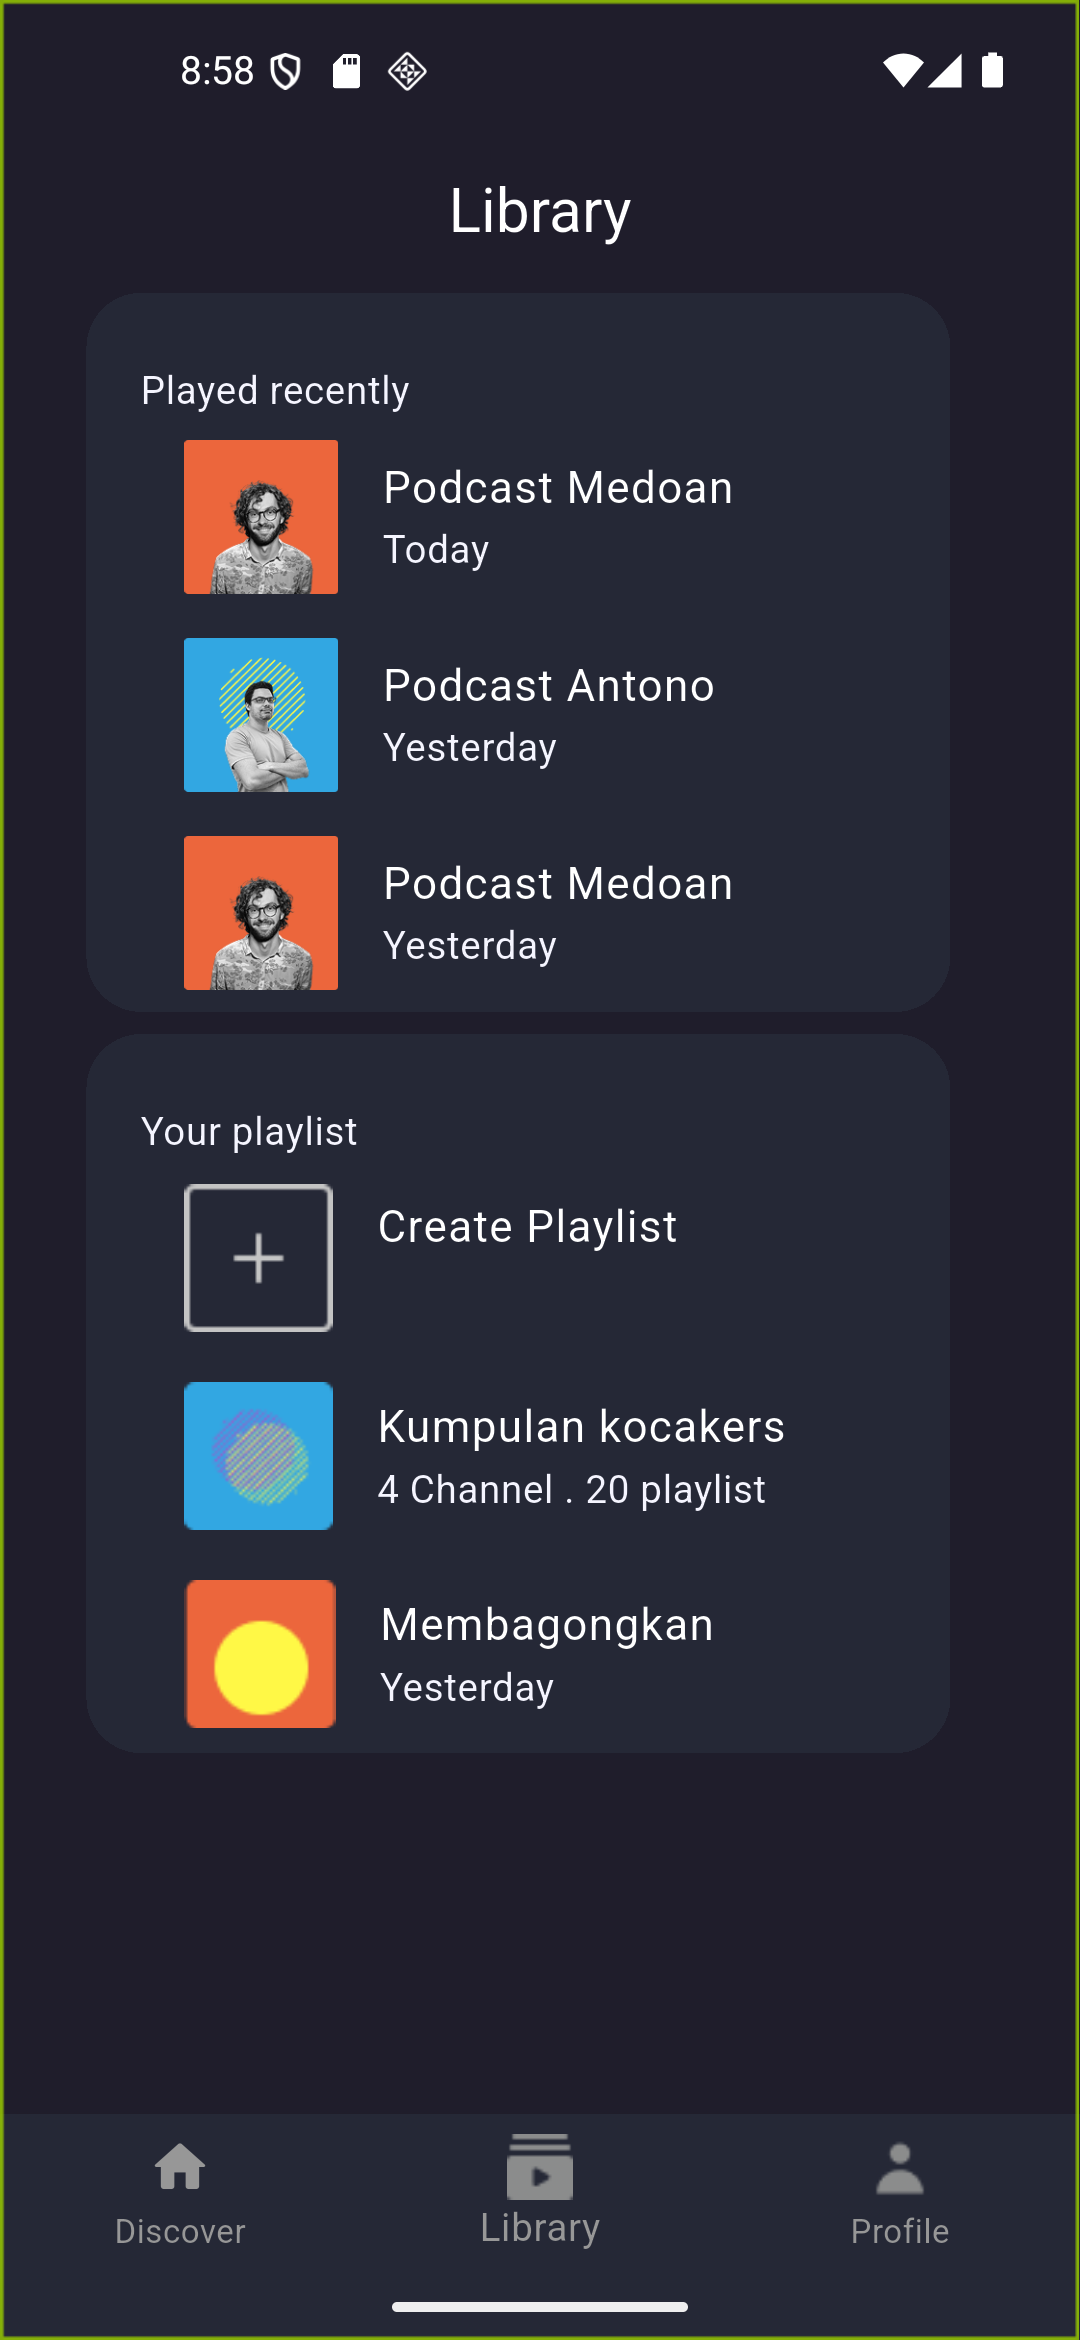 8:58
Library
Played recently
Podcast Medoan
Today
Podcast Antono
Yesterday
Podcast Medoan
Yesterday
Your playlist
Create Playlist
Kumpulan kocakers
4 Channel . 20 playlist
Membagongkan
Yesterday
Discover
Library
Profile